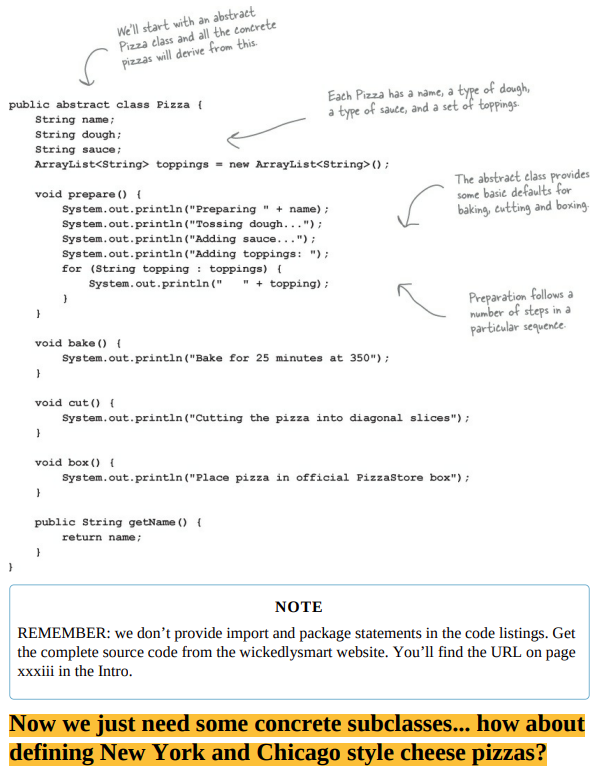 We'll start with an abstract
Pizza class and all the concrete
pizzas will derive from this.
public abstract class Pizza {
String name;
String dough;
String sauce;
ArrayList<String> toppings = new ArrayList<String>();
Each Pizza has a name, a type of dough,
a type of sauce, and a set of toppings.
void prepare() {
System.out.println("Preparing " + name);
System.out.println("Tossing dough...");
System.out.println("Adding sauce...");
System.out.println("Adding toppings: ");
for (String topping : toppings) {
System.out.println("   " + topping);
}
}
The abstract class provides
some basic defaults for
baking, cutting and boxing.
Preparation follows a
number of steps in a
particular sequence.
void bake() {
System.out.println("Bake for 25 minutes at 350");
}
void cut() {
System.out.println("Cutting the pizza into diagonal slices");
}
void box() {
System.out.println("Place pizza in official PizzaStore box");
}
public String getName() {
return name;
}
}
NOTE
REMEMBER: we don’t provide import and package statements in the code listings. Get
the complete source code from the wickedlysmart website. You’ll find the URL on page
xxxiii in the Intro.
Now we just need some concrete subclasses... how about
defining New York and Chicago style cheese pizzas?